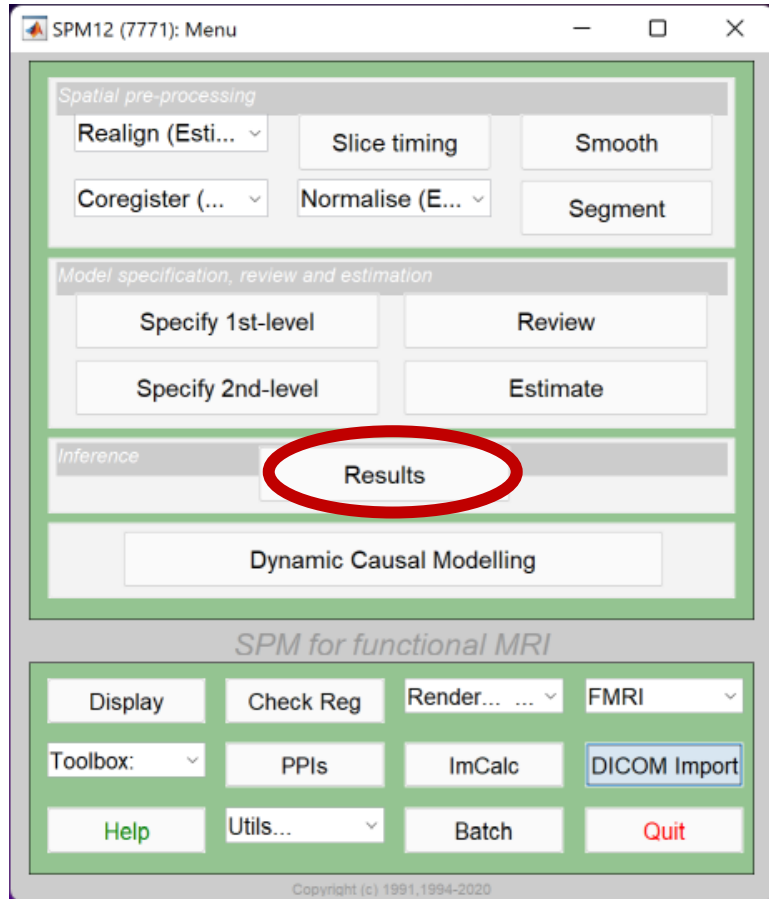 SPM12 (7771): Menu
Spatial pre-processing
Realign (Esti...
Slice timing
Smooth
Coregister (...
Normalise (E...
Segment
Model specification, review and estimation
Specify 1st-level
Review
Specify 2nd-level
Estimate
Inference
Results
Dynamic Causal Modelling
SPM for functional MRI
Display
Check Reg
Render... ...
FMRI
Toolbox:
PPIs
ImCalc
DICOM Import
Help
Utils...
Batch
Quit
Copyright (c) 1991,1994-2020